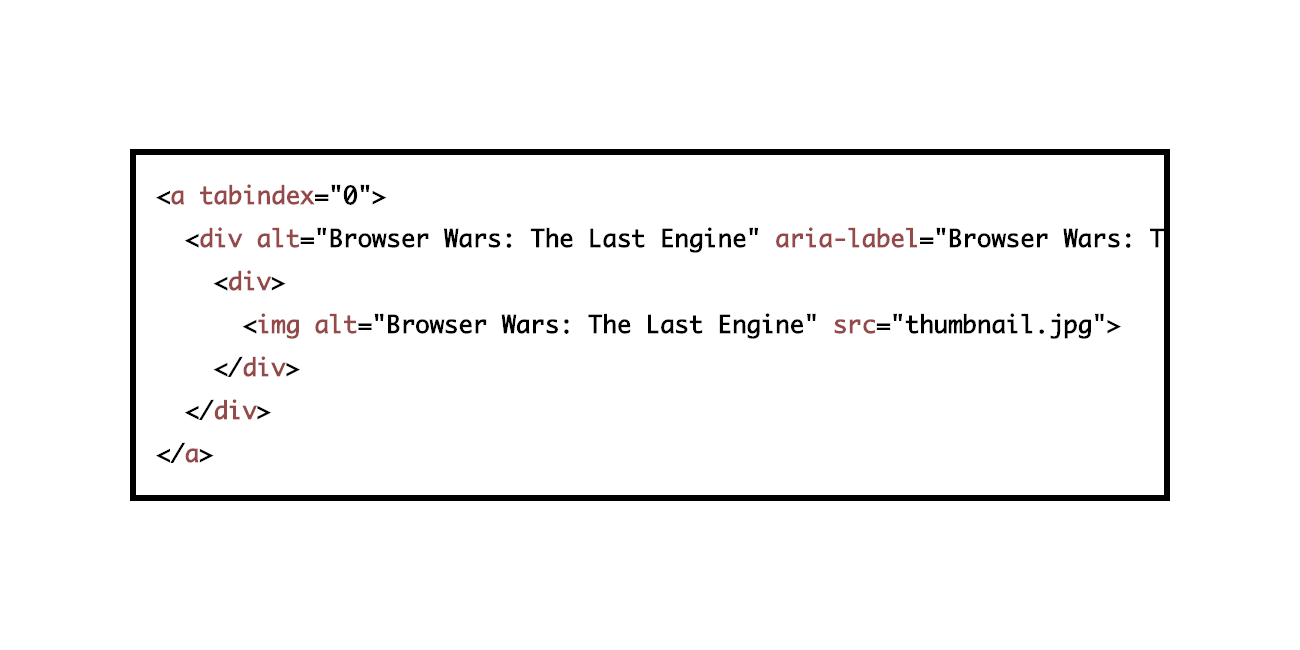 <a tabindex="0">
<div alt="Browser Wars: The Last Engine" aria-label="Browser Wars: T
<div>
<img alt="Browser Wars: The Last Engine" src="thumbnail.jpg">
</div>
</div>
</a>